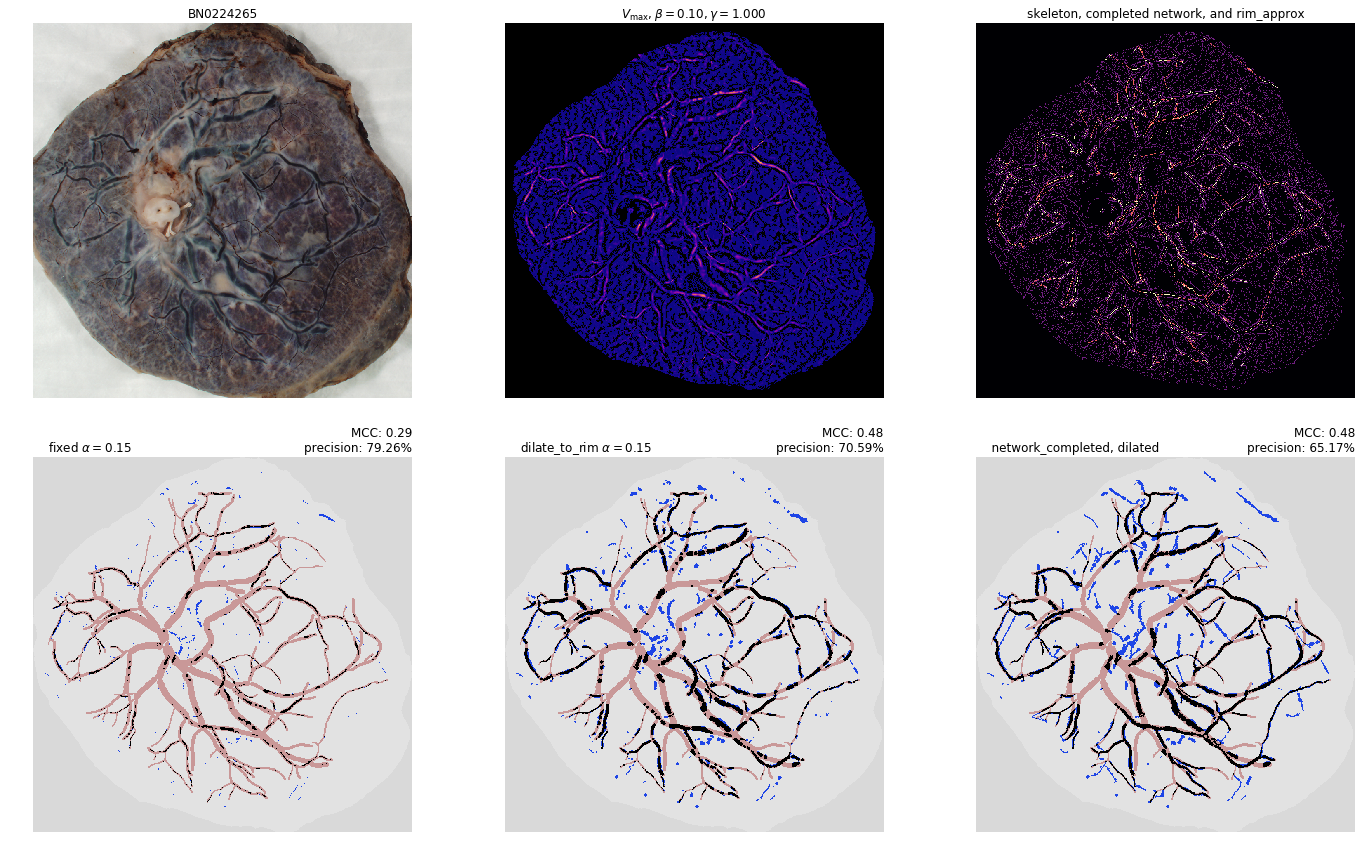 BN0224265
V_max, β = 0.10, γ = 1.000
skeleton, completed network, and rim_approx
MCC: 0.29
fixed α = 0.15 precision: 79.26%
MCC: 0.48
dilate_to_rim α = 0.15 precision: 70.59%
MCC: 0.48
network_completed, dilated precision: 65.17%